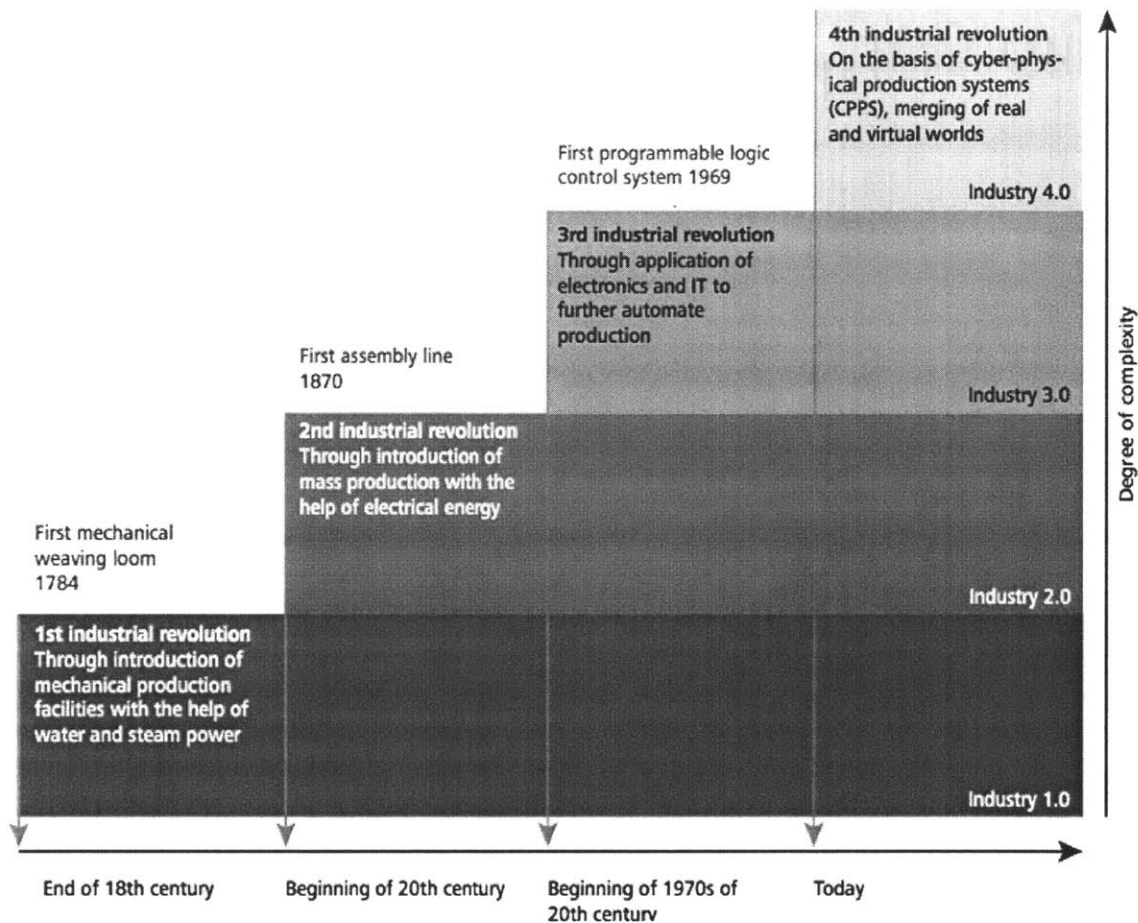 4th industrial revolution
On the basis of cyber-phys-
ical production systems
(CPPS), merging of real
and virtual worlds
Industry 4.0
First programmable logic
control system 1969
3rd industrial revolution
Through application of
electronics and IT to
further automate
production
Industry 3.0
First assembly line
1870
2nd industrial revolution
Through introduction of
mass production with the
help of electrical energy
Industry 2.0
First mechanical
weaving loom
1784
1st industrial revolution
Through introduction of
mechanical production
facilities with the help of
water and steam power
Industry 1.0
Degree of complexity
End of 18th century
Beginning of 20th century
Beginning of 1970s of
20th century
Today